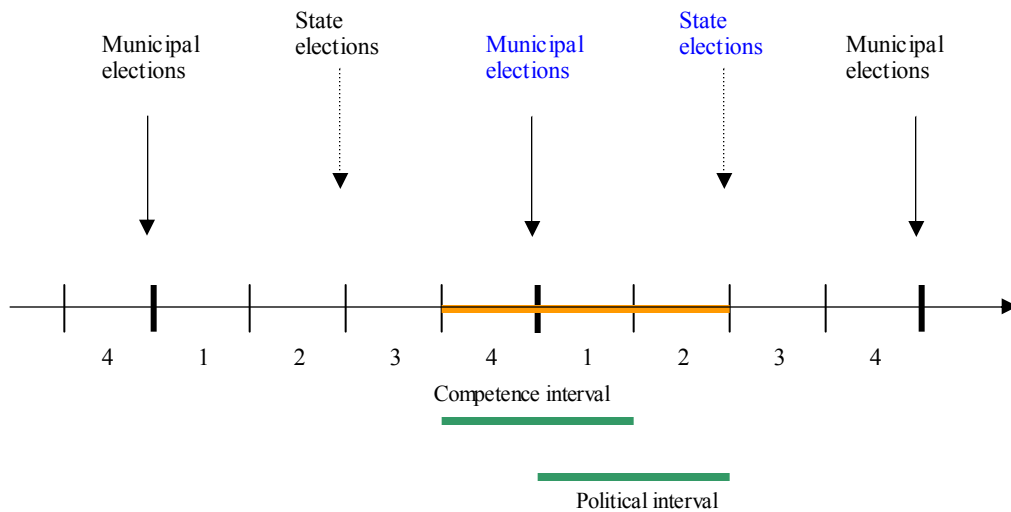 State
elections
State
elections
Municipal
elections
Municipal
elections
Municipal
elections
4 1 2 3 4 1 2 3 4
Competence interval
Political interval